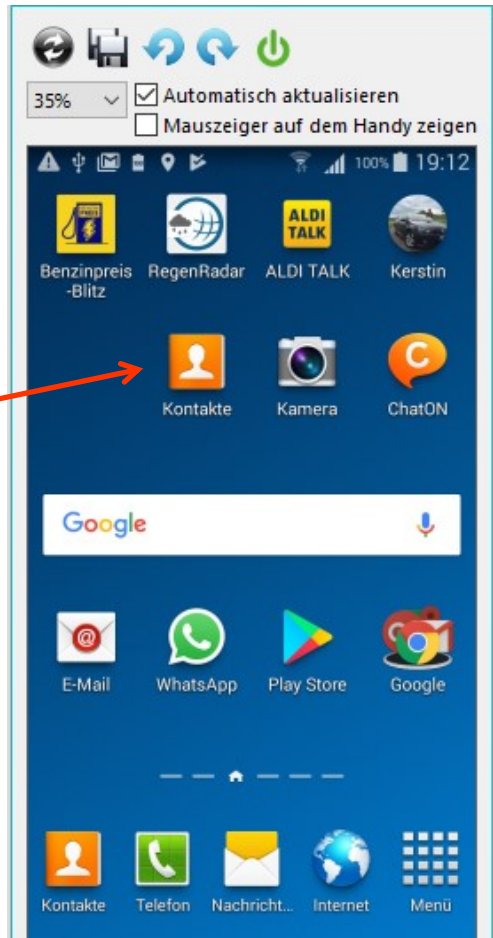 35%
Automatisch aktualisieren
Mauszeiger auf dem Handy zeigen
100% 19:12
PREIS
ALDI
TALK
Benzinpreis
-Blitz
RegenRadar
ALDI TALK
Kerstin
C
Kontakte
Kamera
ChatON
Google
@
E-Mail
WhatsApp
Play Store
Google
Kontakte
Telefon
Nachricht...
Internet
Menü